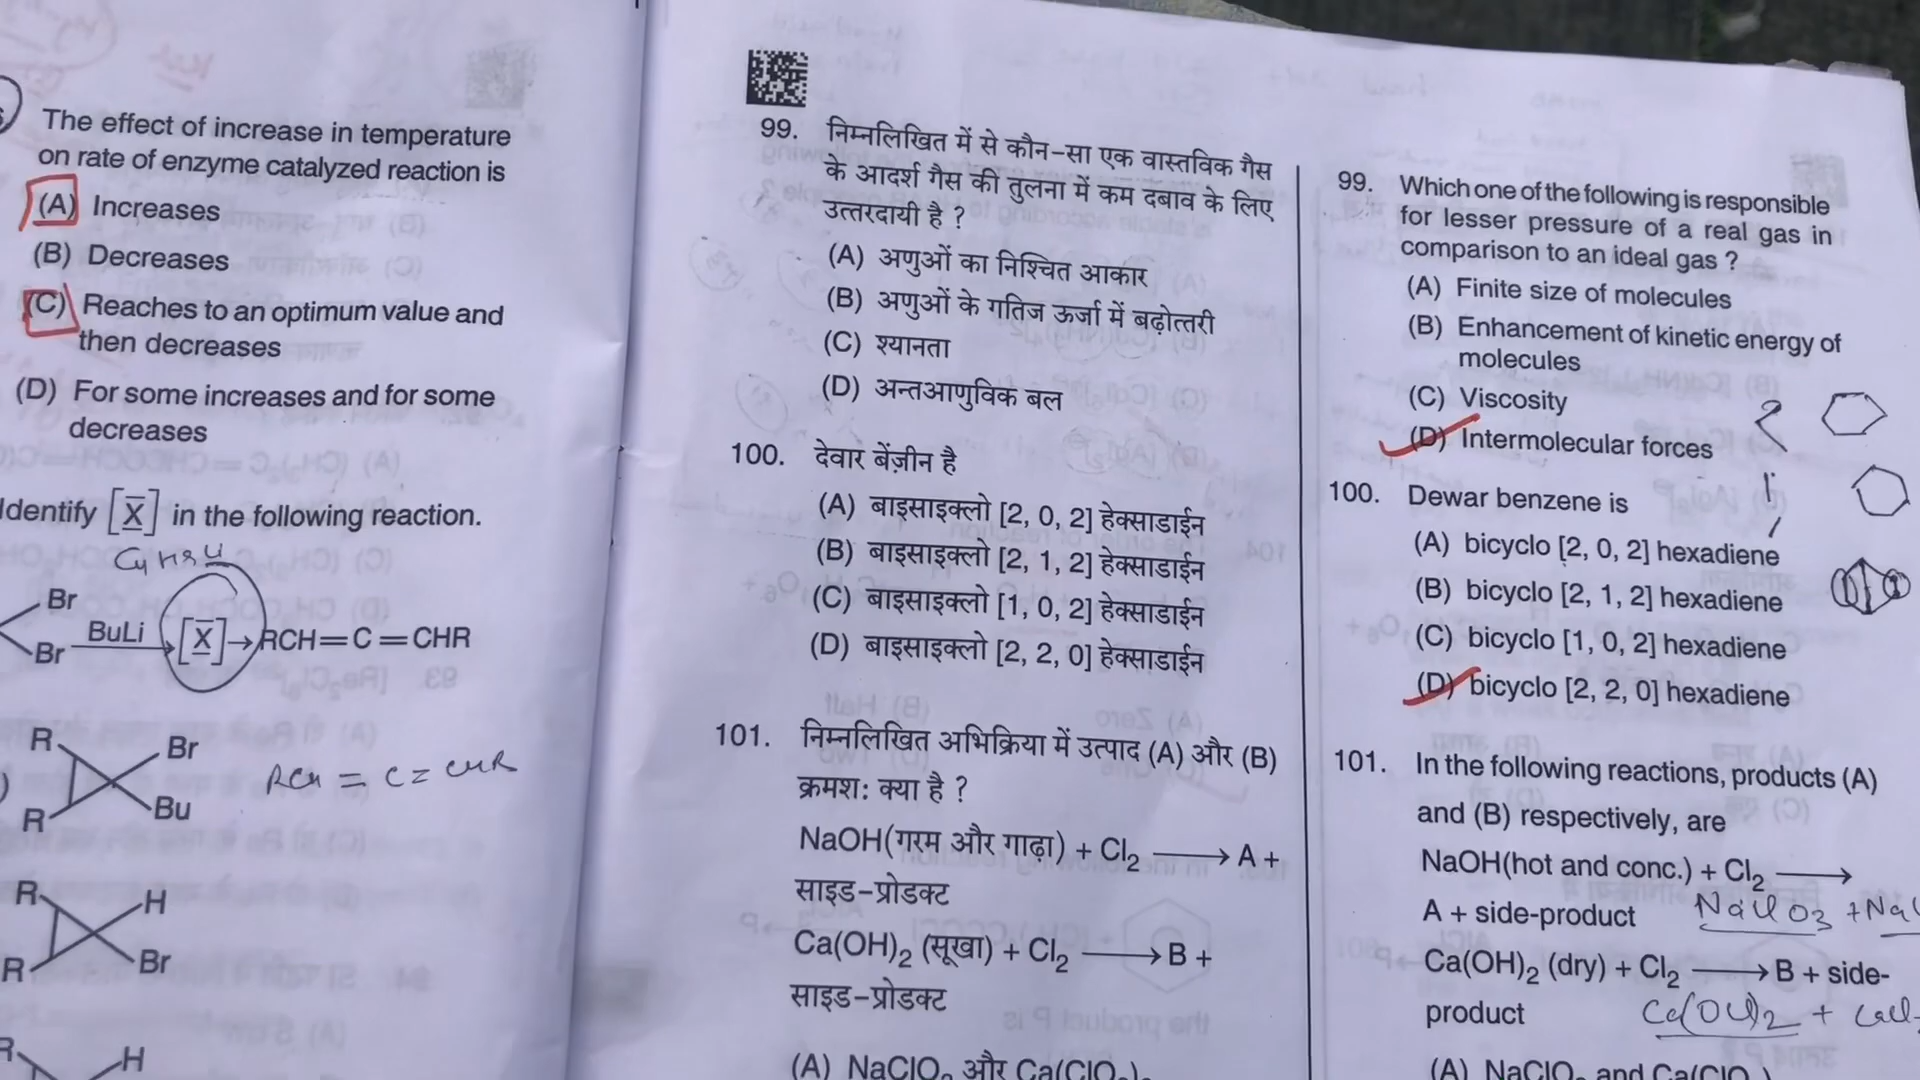 The effect of increase in temperature
on rate of enzyme catalyzed reaction is
(A) Increases
(B) Decreases
(C) Reaches to an optimum value and
then decreases
(D) For some increases and for some
decreases
Identify [X] in the following reaction.
Br
Br
BuLi
[X]
RCH=C=CHR
R
R
Br
Bu
RCH = C = CHR
R
R
H
Br
R
H
99. निम्नलिखित में से कौन-सा एक वास्तविक गैस
के आदर्श गैस की तुलना में कम दबाव के लिए
उत्तरदायी है ?
(A) अणुओं का निश्चित आकार
(B) अणुओं के गतिज ऊर्जा में बढ़ोत्तरी
(C) श्यानता
(D) अन्तआणुविक बल
100. देवार बेंज़ीन है
(A) बाइसाइक्लो [2, 0, 2] हेक्साडाईन
(B) बाइसाइक्लो [2, 1, 2] हेक्साडाईन
(C) बाइसाइक्लो [1, 0, 2] हेक्साडाईन
(D) बाइसाइक्लो [2, 2, 0] हेक्साडाईन
101. निम्नलिखित अभिक्रिया में उत्पाद (A) और (B)
क्रमश: क्या है ?
NaOH(गरम और गाढ़ा) + Cl₂ ⟶ A +
साइड-प्रोडक्ट
Ca(OH)₂ (सूखा) + Cl₂ ⟶ B +
साइड-प्रोडक्ट
(A) NaClO₃ और
99. Which one of the following is responsible
for lesser pressure of a real gas in
comparison to an ideal gas ?
(A) Finite size of molecules
(B) Enhancement of kinetic energy of
molecules
(C) Viscosity
(D) Intermolecular forces
100. Dewar benzene is
(A) bicyclo [2, 0, 2] hexadiene
(B) bicyclo [2, 1, 2] hexadiene
(C) bicyclo [1, 0, 2] hexadiene
(D) bicyclo [2, 2, 0] hexadiene
101. In the following reactions, products (A)
and (B) respectively, are
NaOH(hot and conc.) + Cl₂ ⟶
A + side-product NaClO₃ +
Ca(OH)₂ (dry) + Cl₂ ⟶ B + side-
product Ca(OCl)₂ +
(A) and